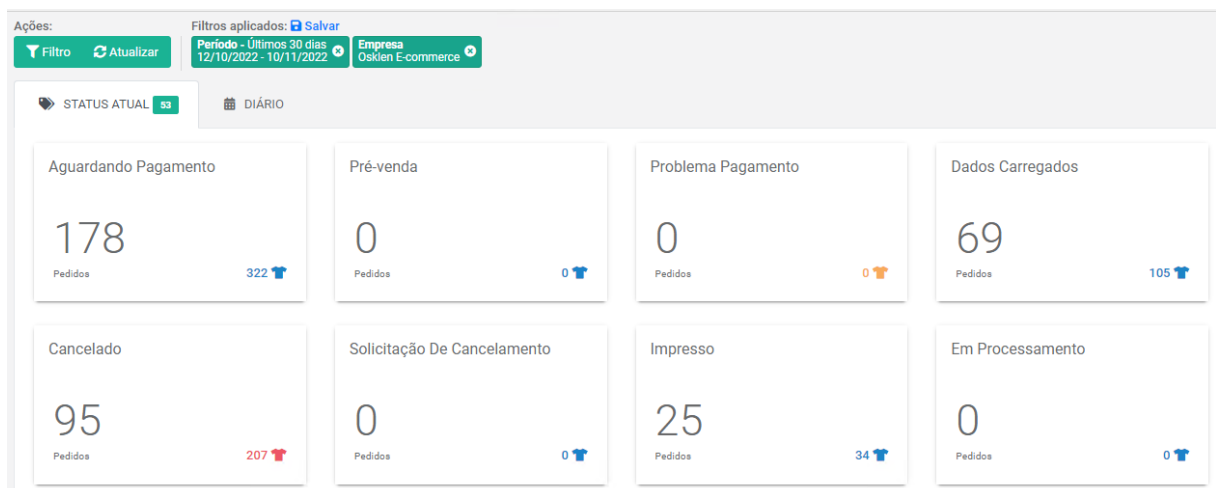 Ações:
Filtros aplicados: Salvar
Filtro
Atualizar
Período - Últimos 30 dias
12/10/2022 - 10/11/2022
Empresa
Osklen E-commerce
STATUS ATUAL 53
DIÁRIO
Aguardando Pagamento
178
Pedidos
322
Pré-venda
0
Pedidos
0
Problema Pagamento
0
Pedidos
0
Dados Carregados
69
Pedidos
105
Cancelado
95
Pedidos
207
Solicitação De Cancelamento
0
Pedidos
0
Impresso
25
Pedidos
34
Em Processamento
0
Pedidos
0